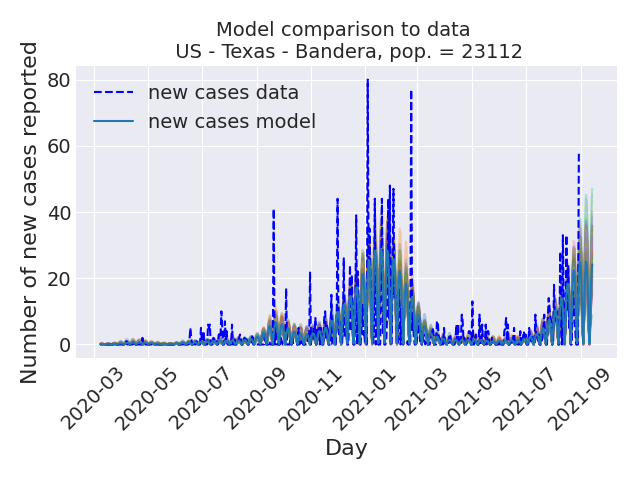 Model comparison to data
US - Texas - Bandera, pop. = 23112
Number of new cases reported
80
60
40
20
0
new cases data
new cases model
2020-03
2020-05
2020-07
2020-09
2020-11
2021-01
2021-03
2021-05
2021-07
2021-09
Day